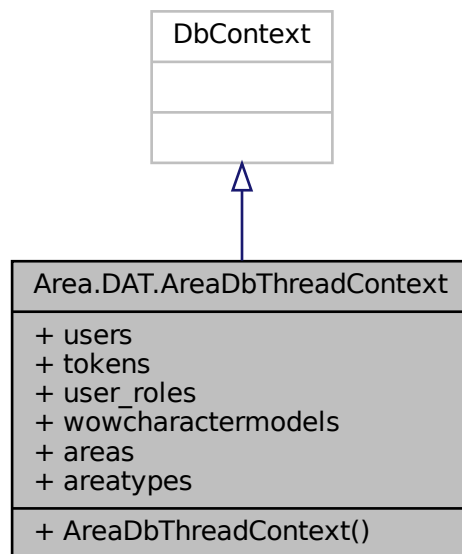 DbContext
Area.DAT.AreaDbThreadContext
+ users
+ tokens
+ user_roles
+ wowcharactermodels
+ areas
+ areatypes
+ AreaDbThreadContext()